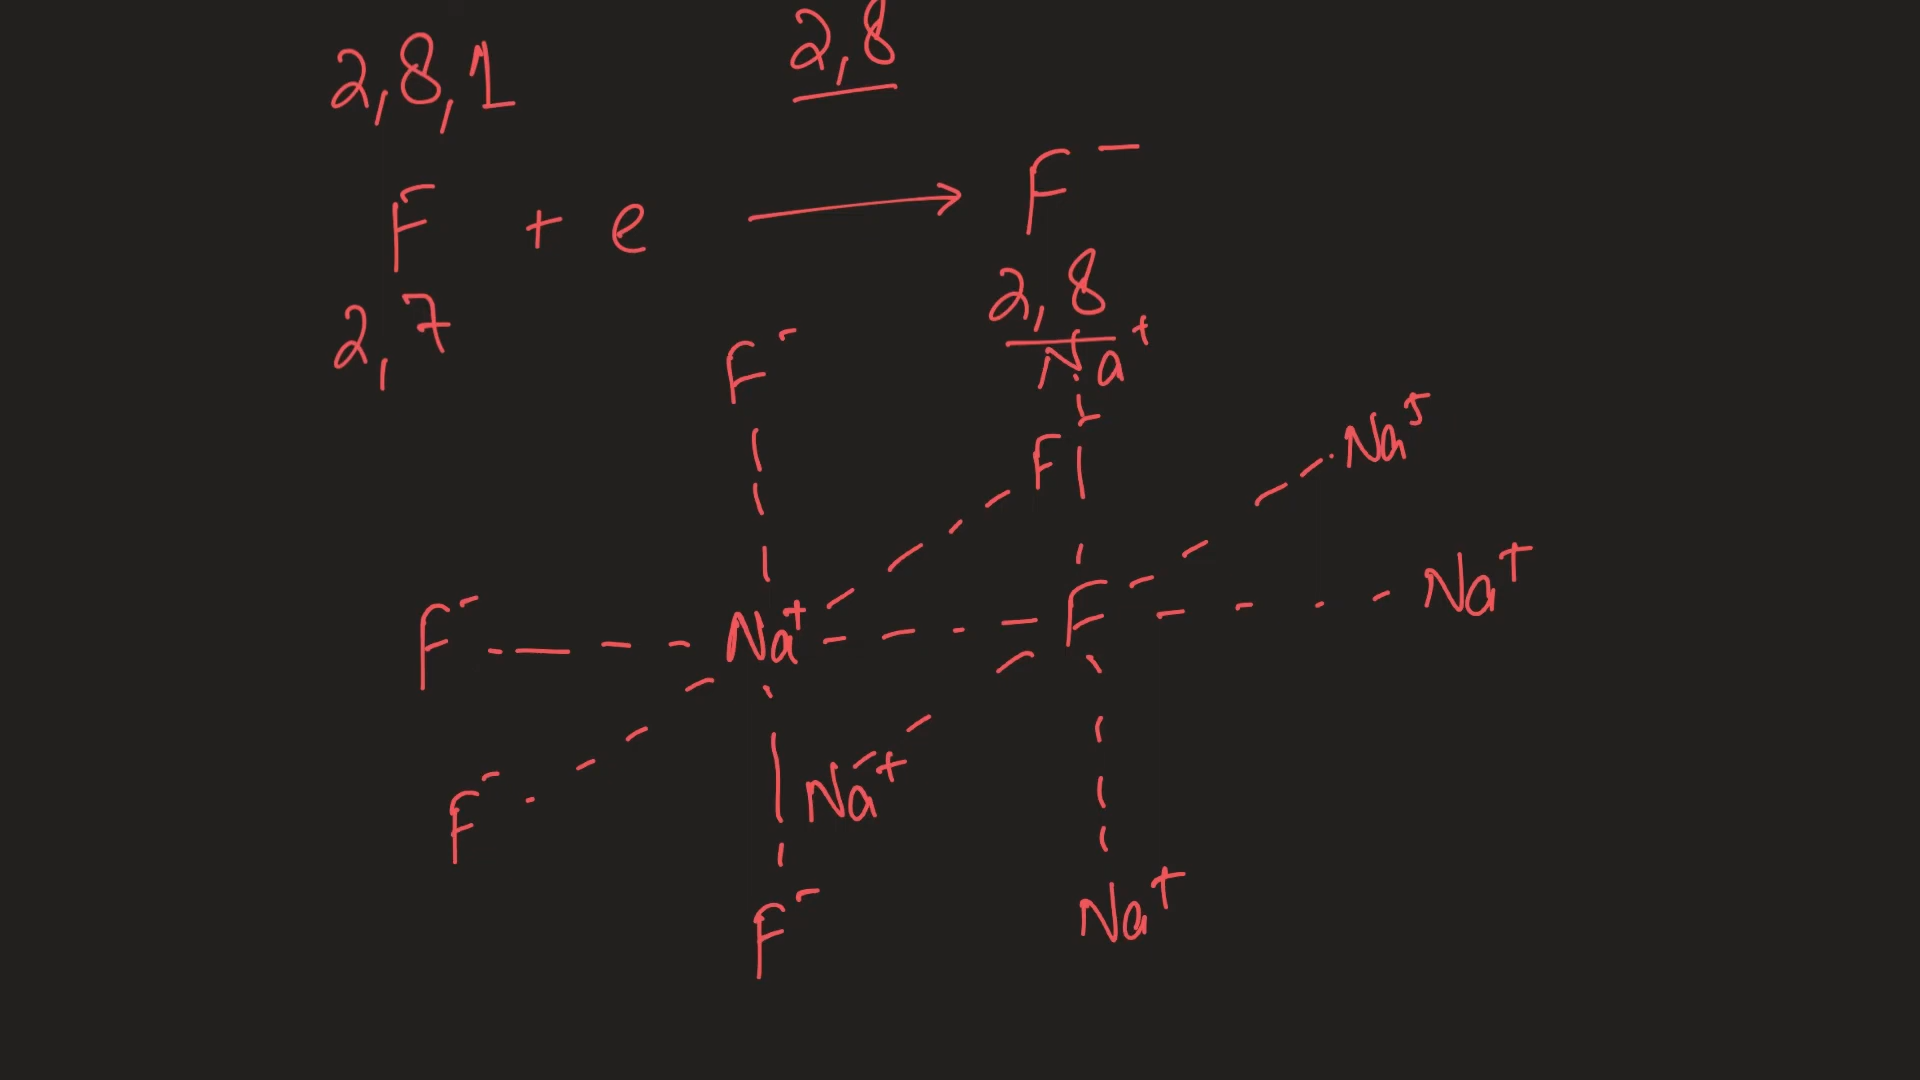 2,8,1 2,8
F + e ⟶ F⁻
2,7 2,8
F⁻ Na⁺
F⁻ Na⁺
F⁻ Na⁺ F⁻ Na⁺
F⁻ Na⁺
F⁻ Na⁺